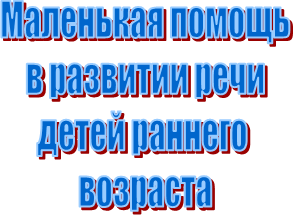 Маленькая помощь
в развитии речи
детей раннего
возраста